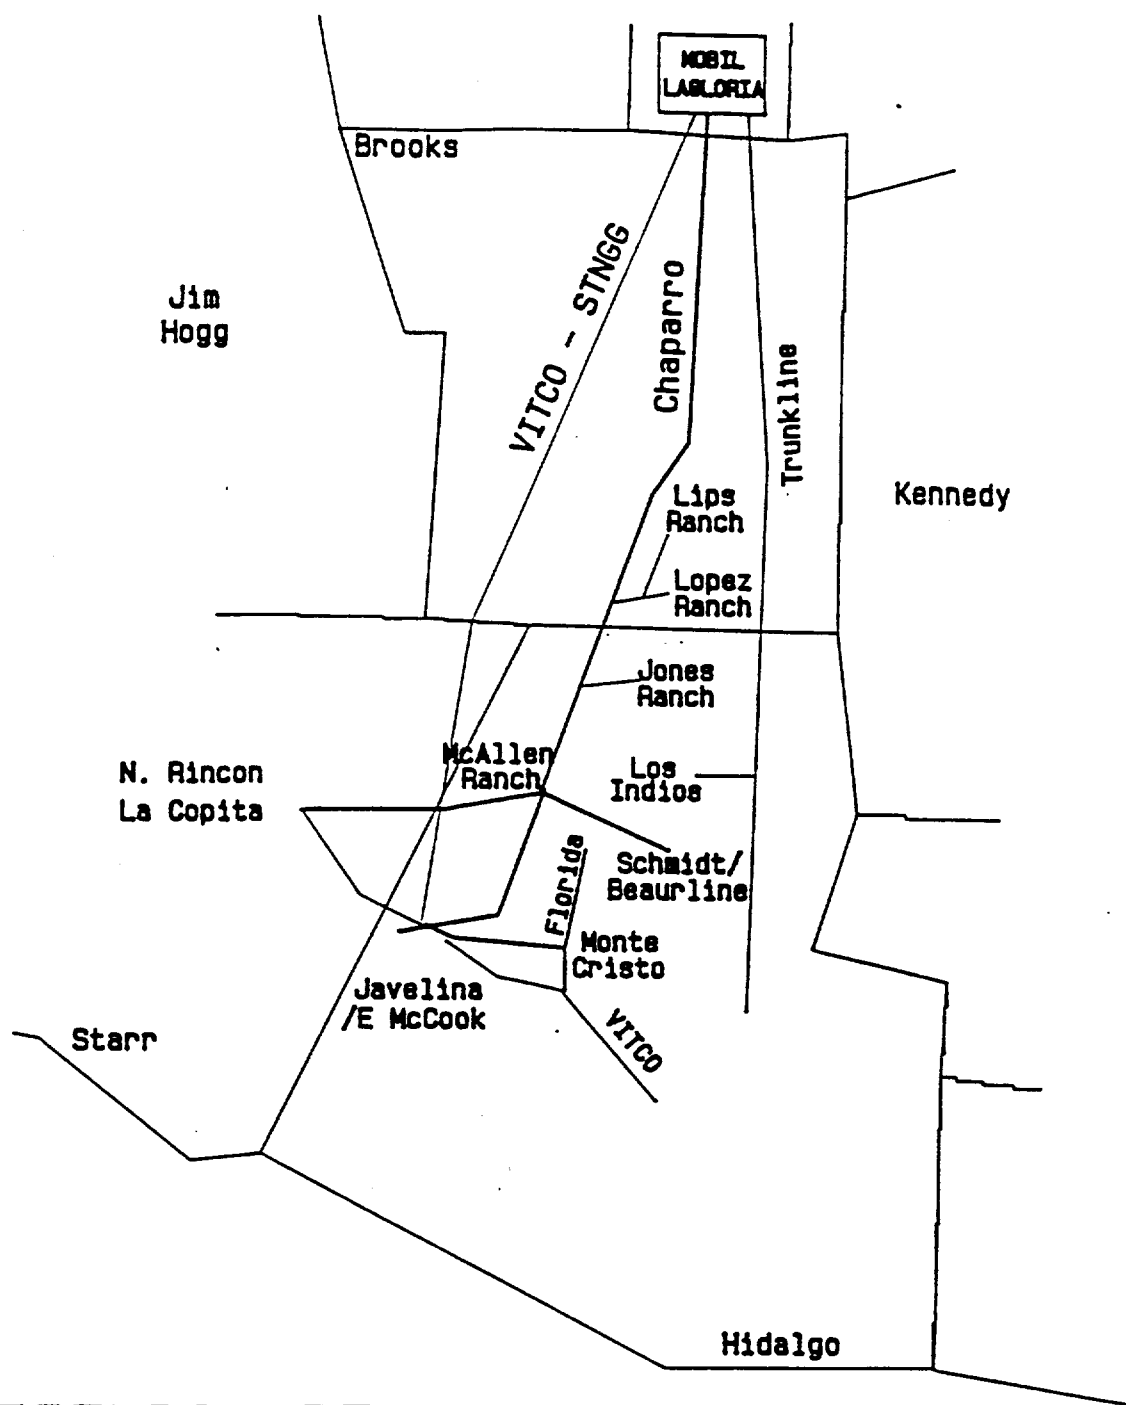 MOBIL
LAGLORIA
Brooks
VITCO - STNGG
Chaparro
Trunkline
Jim
Hogg
Kennedy
Lips
Ranch
Lopez
Ranch
Jones
Ranch
McAllen
Ranch
N. Rincon
La Copita
Los
Indios
Schmidt/
Beaurline
Florida
Monte
Cristo
Javelina
/E McCook
VITCO
Starr
Hidalgo